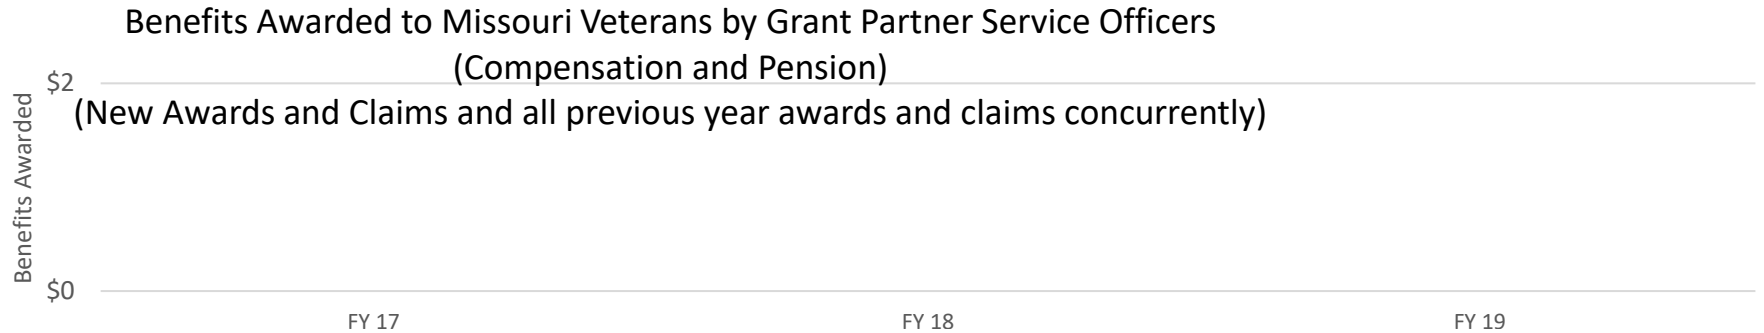 Benefits Awarded to Missouri Veterans by Grant Partner Service Officers
(Compensation and Pension)
(New Awards and Claims and all previous year awards and claims concurrently)
$2
Benefits Awarded
$0
FY 17
FY 18
FY 19